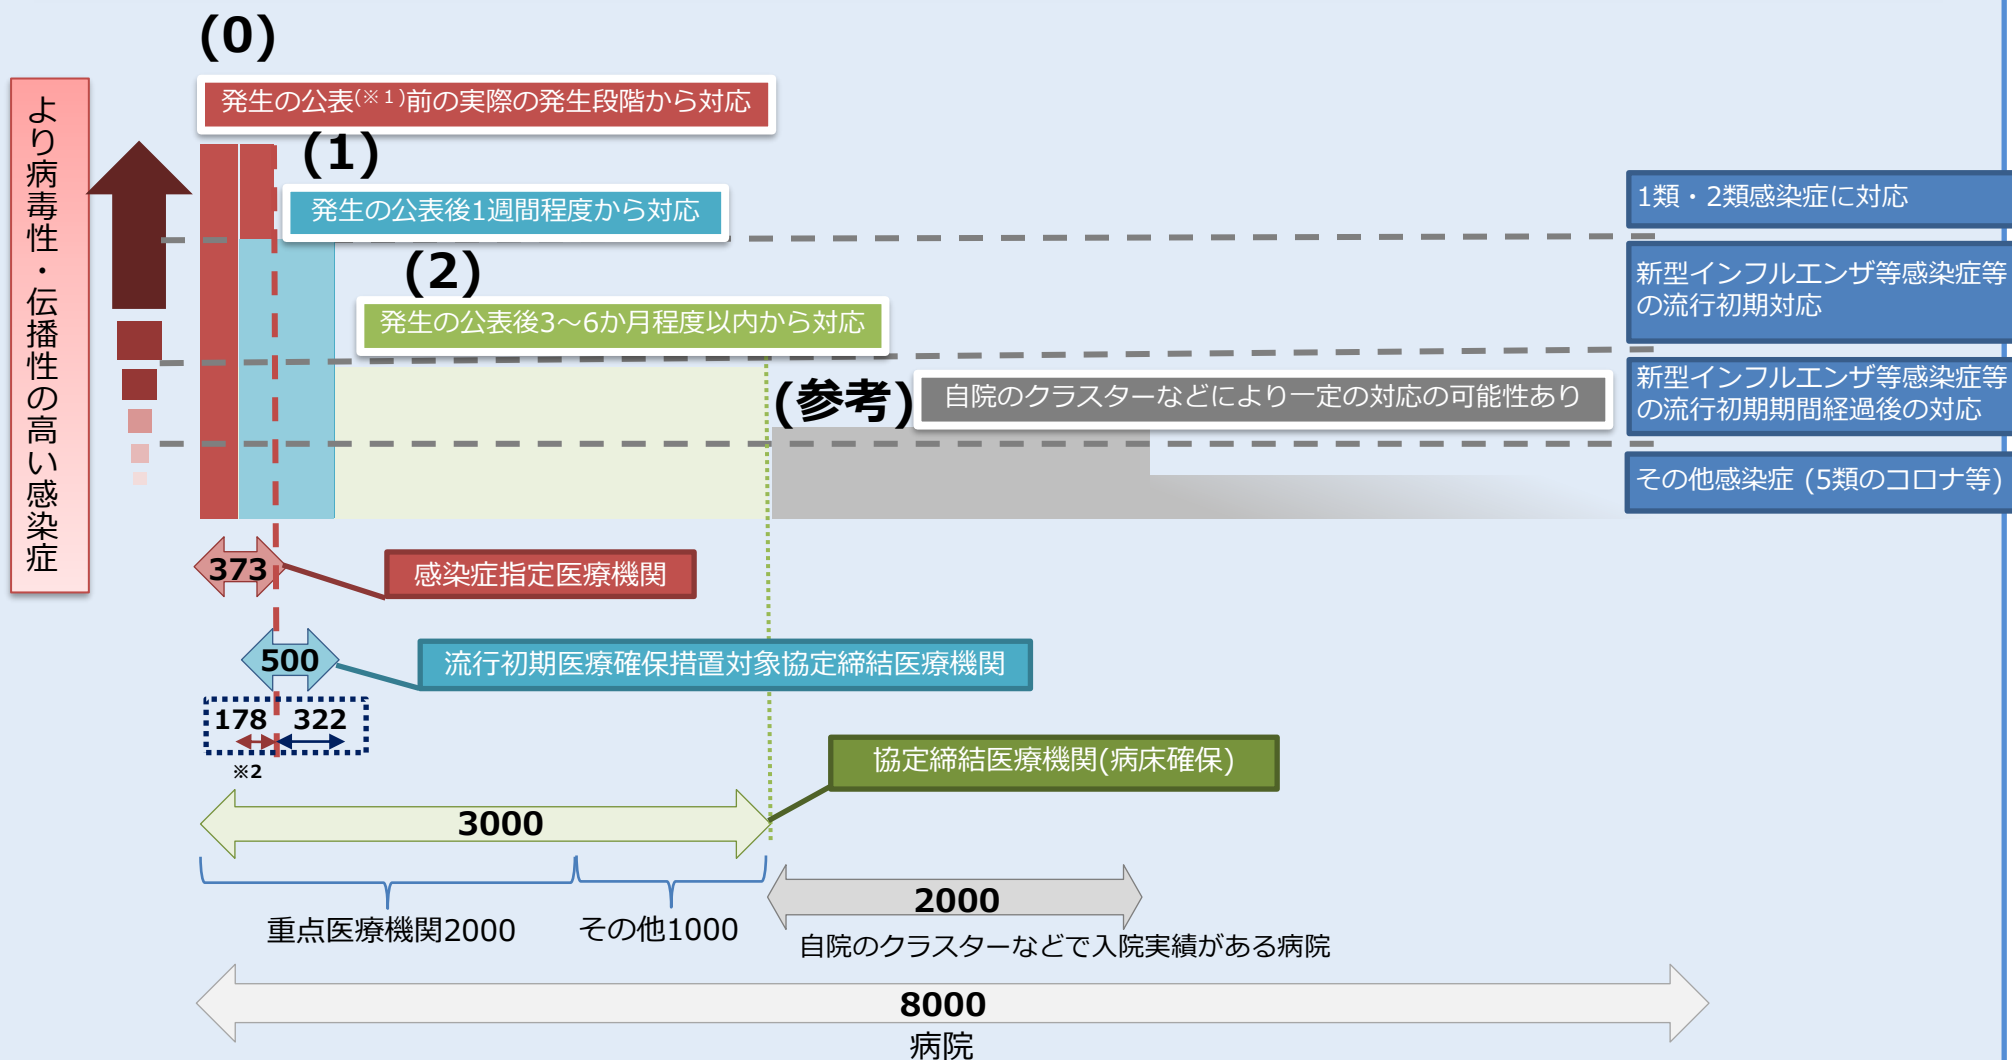 (0)
発生の公表(※1)前の実際の発生段階から対応
より病毒性・伝播性の高い感染症
(1)
発生の公表後1週間程度から対応
1類・2類感染症に対応
(2)
発生の公表後3～6か月程度以内から対応
新型インフルエンザ等感染症等
の流行初期対応
(参考)
自院のクラスターなどにより一定の対応の可能性あり
新型インフルエンザ等感染症等
の流行初期期間経過後の対応
その他感染症 (5類のコロナ等)
373
感染症指定医療機関
500
流行初期医療確保措置対象協定締結医療機関
178 322
※2
協定締結医療機関(病床確保)
3000
重点医療機関2000
その他1000
2000
自院のクラスターなどで入院実績がある病院
8000
病院